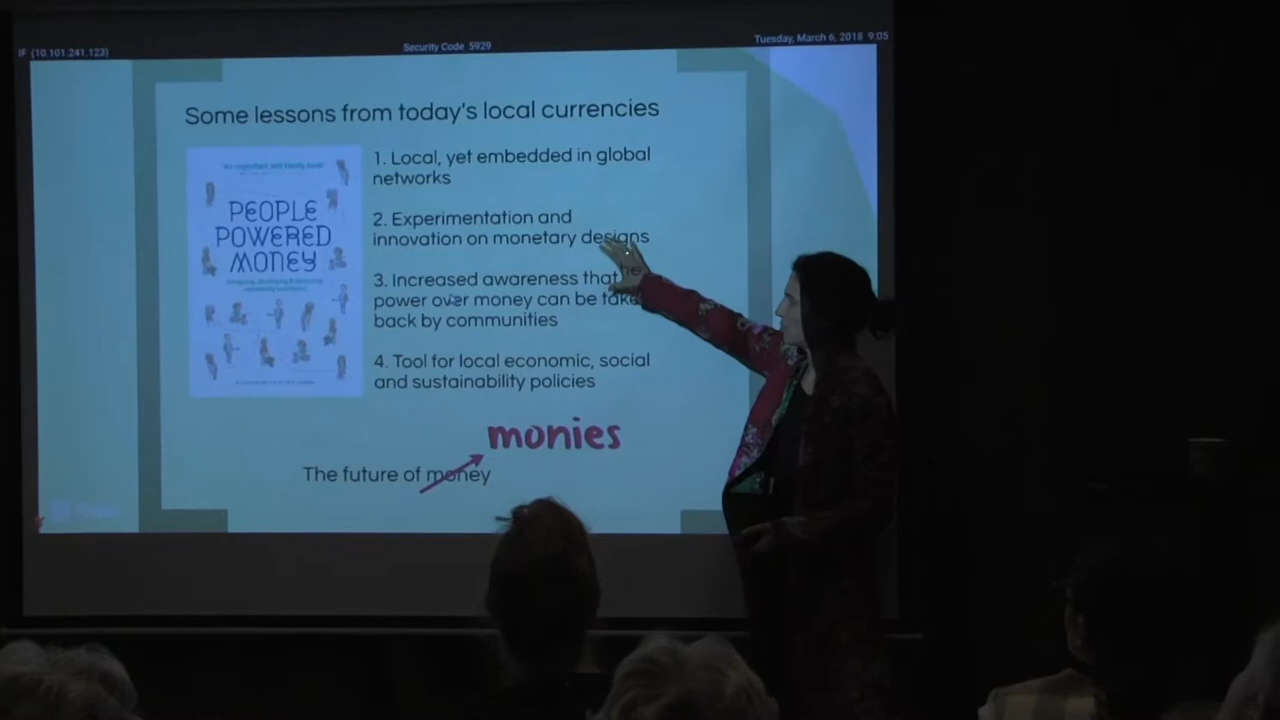 IF (10.101.241.123)
Security Code 5929
Tuesday, March 6, 2018 9:05
Some lessons from today's local currencies
PEOPLE
POWERED
MONEY
1. Local, yet embedded in global
networks
2. Experimentation and
innovation on monetary designs
3. Increased awareness that
power over money can be
back by communities
4. Tool for local economic, social
and sustainability policies
monies
The future of money